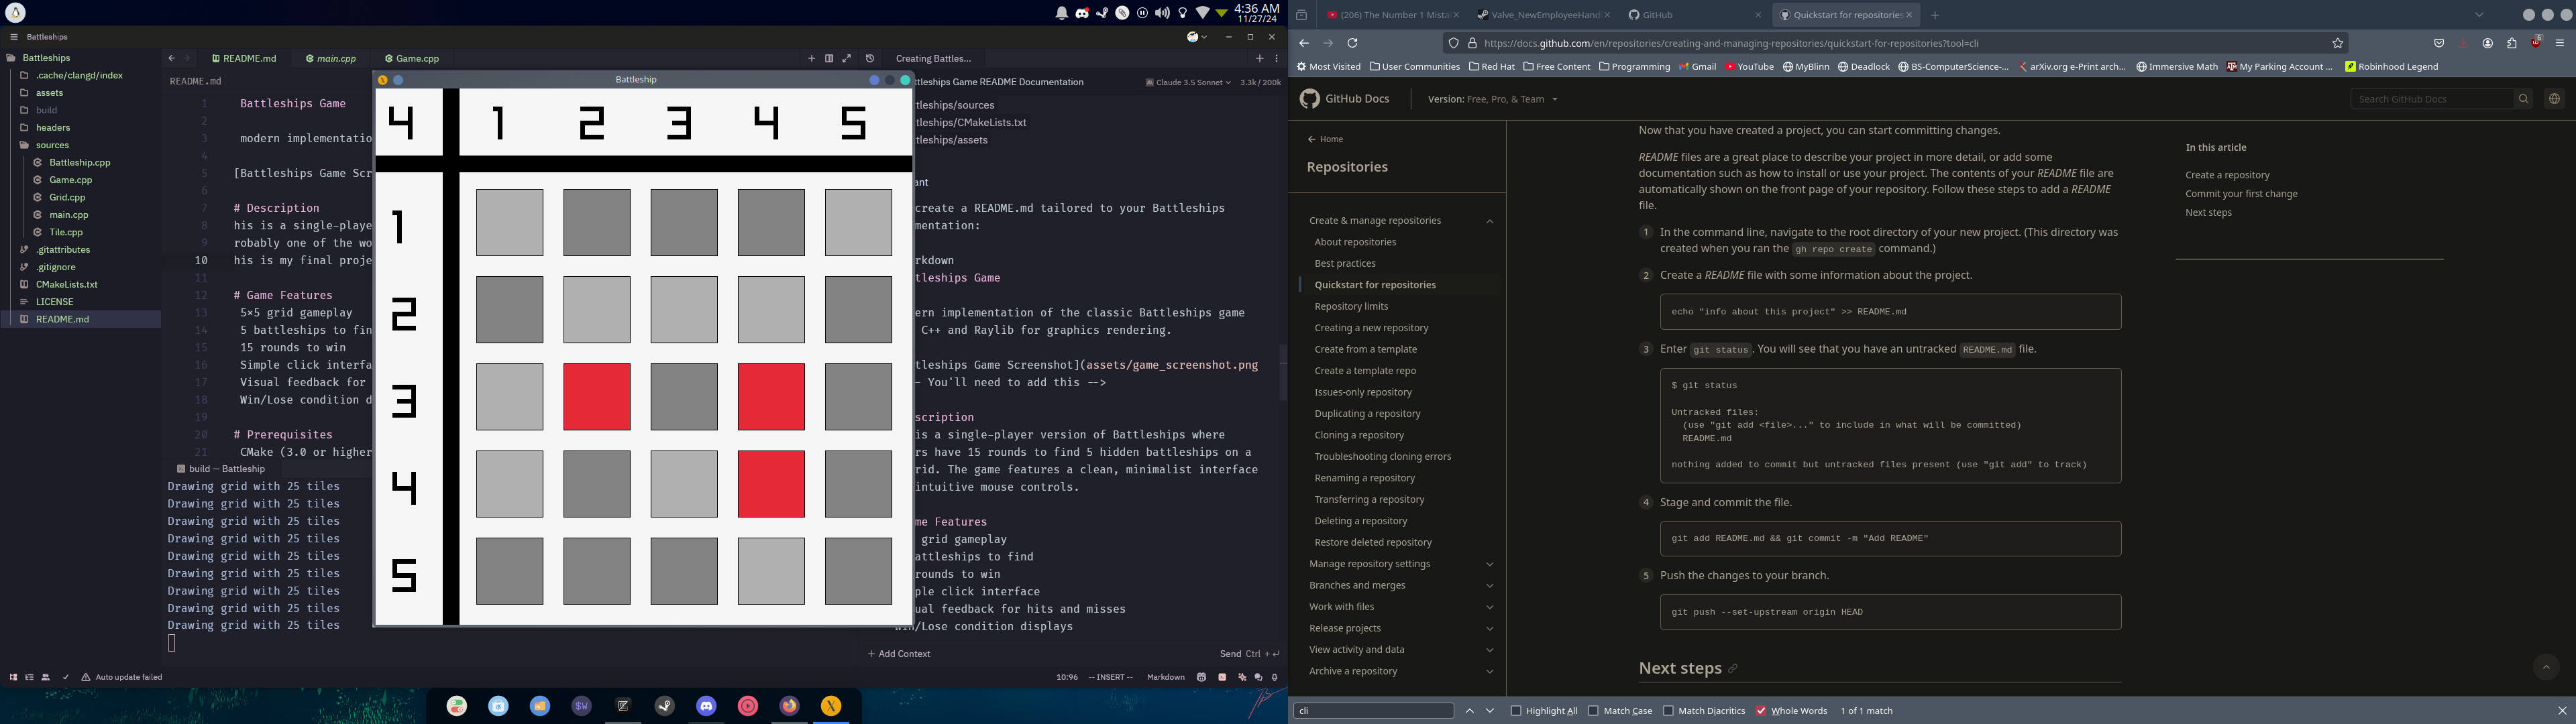 4:36 AM
11/27/24
Battleships
Battleships
.cache/clangd/index
assets
build
headers
sources
Battleship.cpp
Game.cpp
Grid.cpp
main.cpp
Tile.cpp
.gitattributes
.gitignore
CMakeLists.txt
LICENSE
README.md
README.md
main.cpp
Game.cpp
README.md
1 Battleships Game
2
3 modern implementatio
4
5 [Battleships Game Scr
6
7 # Description
8 his is a single-playe
9 robably one of the wo
10 his is my final proje
11
12 # Game Features
13 5×5 grid gameplay
14 5 battleships to fin
15 15 rounds to win
16 Simple click interfa
17 Visual feedback for
18 Win/Lose condition d
19
20 # Prerequisites
21 CMake (3.0 or higher
build — Battleship
Drawing grid with 25 tiles
Drawing grid with 25 tiles
Drawing grid with 25 tiles
Drawing grid with 25 tiles
Drawing grid with 25 tiles
Drawing grid with 25 tiles
Drawing grid with 25 tiles
Drawing grid with 25 tiles
Drawing grid with 25 tiles
Battleship
4 1 2 3 4 5
1
2
3
4
5
Creating Battles...
tleships Game README Documentation
Claude 3.5 Sonnet
3.3k / 200k
tleships/sources
tleships/CMakeLists.txt
tleships/assets
ant
create a README.md tailored to your Battleships
mentation:
rkdown
ttleships Game
ern implementation of the classic Battleships game
C++ and Raylib for graphics rendering.
ttleships Game Screenshot](assets/game_screenshot.png
- You'll need to add this -->
scription
is a single-player version of Battleships where
rs have 15 rounds to find 5 hidden battleships on a
rid. The game features a clean, minimalist interface
intuitive mouse controls.
me Features
grid gameplay
attleships to find
rounds to win
ple click interface
ual feedback for hits and misses
Win/Lose condition displays
+ Add Context
Send Ctrl + ↵
Auto update failed
10:96
-- INSERT --
Markdown
(206) The Number 1 Mista
Valve_NewEmployeeHand
GitHub
Quickstart for repositories
https://docs.github.com/en/repositories/creating-and-managing-repositories/quickstart-for-repositories?tool=cli
Most Visited
User Communities
Red Hat
Free Content
Programming
Gmail
YouTube
MyBlinn
Deadlock
BS-ComputerScience-...
arXiv.org e-Print arch...
Immersive Math
My Parking Account ...
Robinhood Legend
GitHub Docs
Version: Free, Pro, & Team
Search GitHub Docs
Home
Repositories
Create & manage repositories
About repositories
Best practices
Quickstart for repositories
Repository limits
Creating a new repository
Create from a template
Create a template repo
Issues-only repository
Duplicating a repository
Cloning a repository
Troubleshooting cloning errors
Renaming a repository
Transferring a repository
Deleting a repository
Restore deleted repository
Manage repository settings
Branches and merges
Work with files
Release projects
View activity and data
Archive a repository
Now that you have created a project, you can start committing changes.
README files are a great place to describe your project in more detail, or add some
documentation such as how to install or use your project. The contents of your README file are
automatically shown on the front page of your repository. Follow these steps to add a README
file.
1 In the command line, navigate to the root directory of your new project. (This directory was
created when you ran the gh repo create command.)
2 Create a README file with some information about the project.
echo "info about this project" >> README.md
3 Enter git status. You will see that you have an untracked README.md file.
$ git status
Untracked files:
(use "git add <file>..." to include in what will be committed)
README.md
nothing added to commit but untracked files present (use "git add" to track)
4 Stage and commit the file.
git add README.md && git commit -m "Add README"
5 Push the changes to your branch.
git push --set-upstream origin HEAD
Next steps
In this article
Create a repository
Commit your first change
Next steps
cli
Highlight All
Match Case
Match Diacritics
Whole Words
1 of 1 match